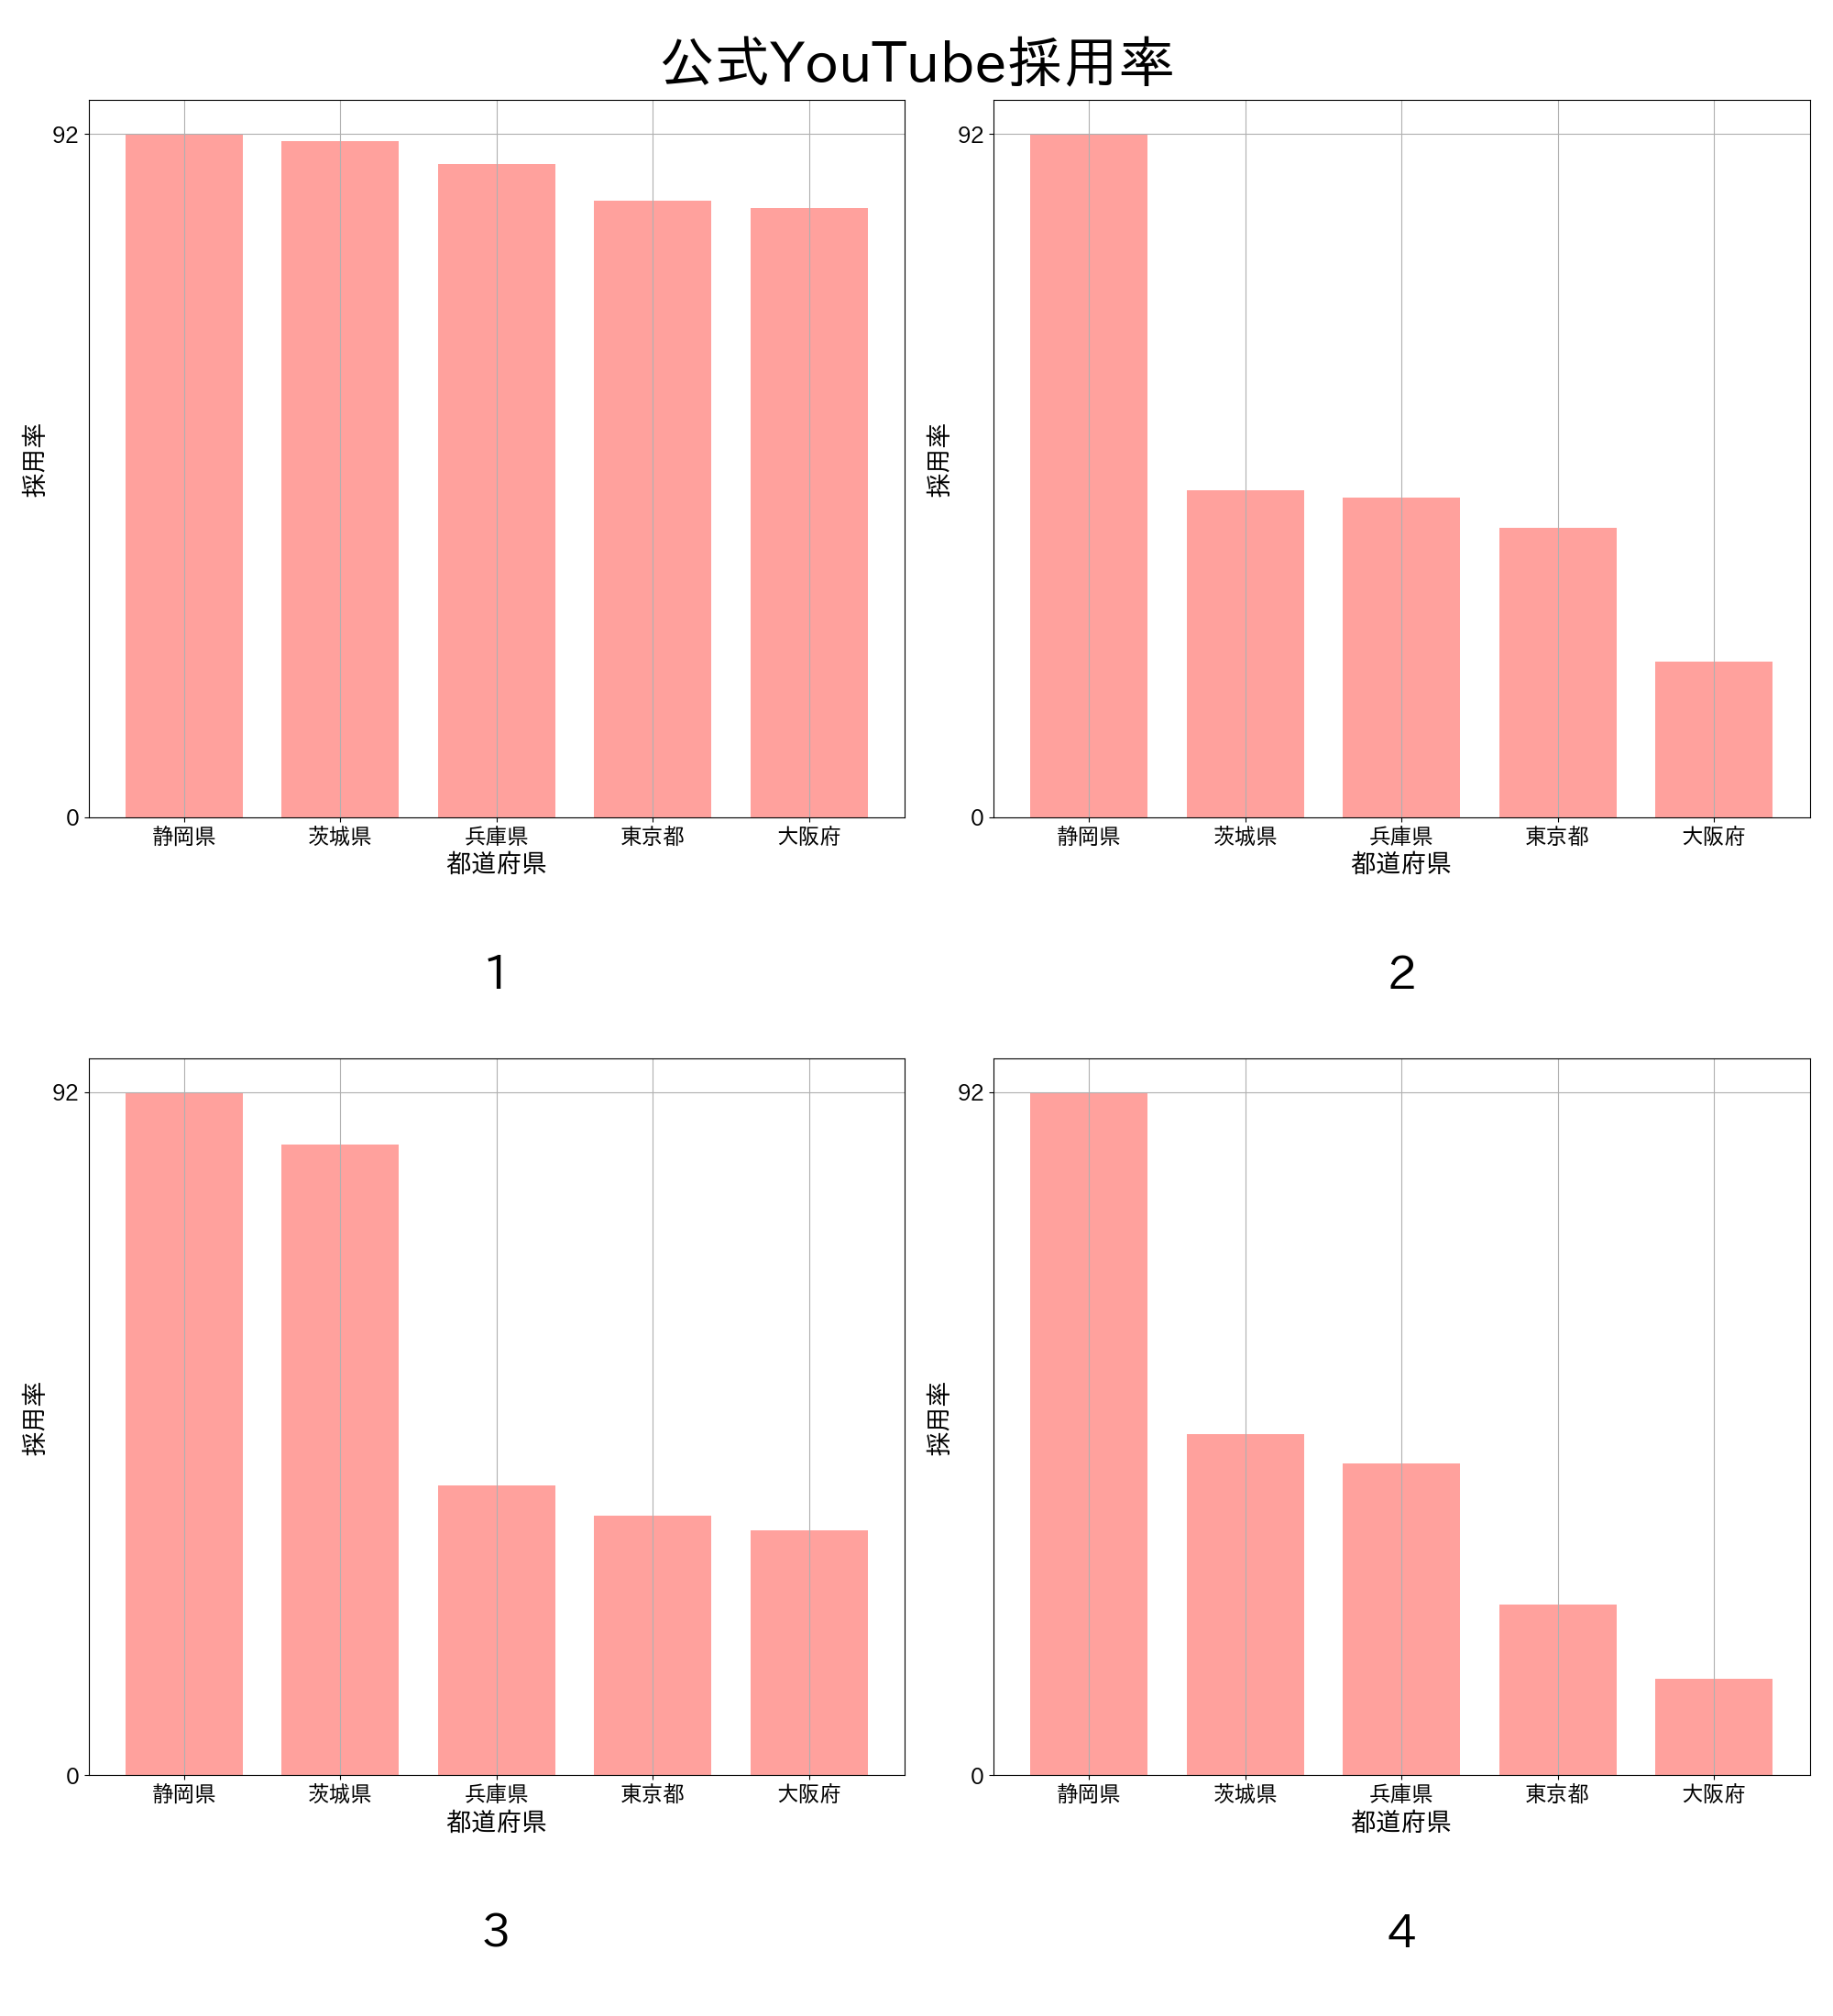 公式YouTube採用率
92
0
採用率
静岡県 茨城県 兵庫県 東京都 大阪府
都道府県
1
92
0
採用率
静岡県 茨城県 兵庫県 東京都 大阪府
都道府県
2
92
0
採用率
静岡県 茨城県 兵庫県 東京都 大阪府
都道府県
3
92
0
採用率
静岡県 茨城県 兵庫県 東京都 大阪府
都道府県
4